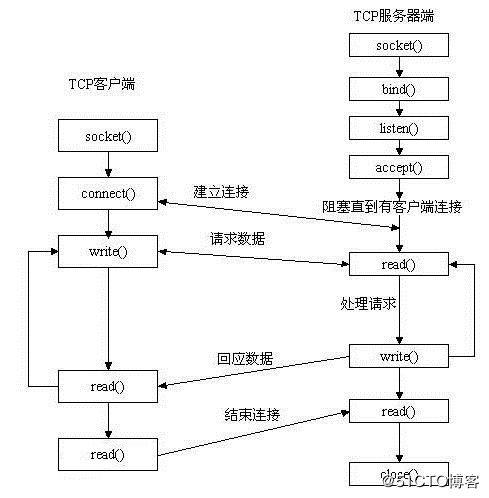 TCP服务器端
socket()
bind()
listen()
accept()
阻塞直到有客户端连接
read()
处理请求
write()
read()
close()
TCP客户端
socket()
connect()
write()
read()
read()
建立连接
请求数据
回应数据
结束连接
@51CTO博客